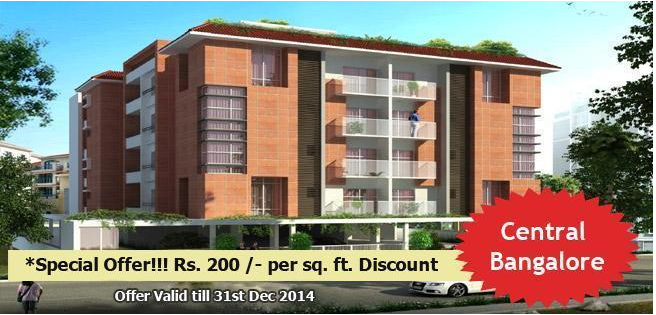 *Special Offer!!! Rs. 200 /- per sq. ft. Discount
Offer Valid till 31st Dec 2014
Central
Bangalore